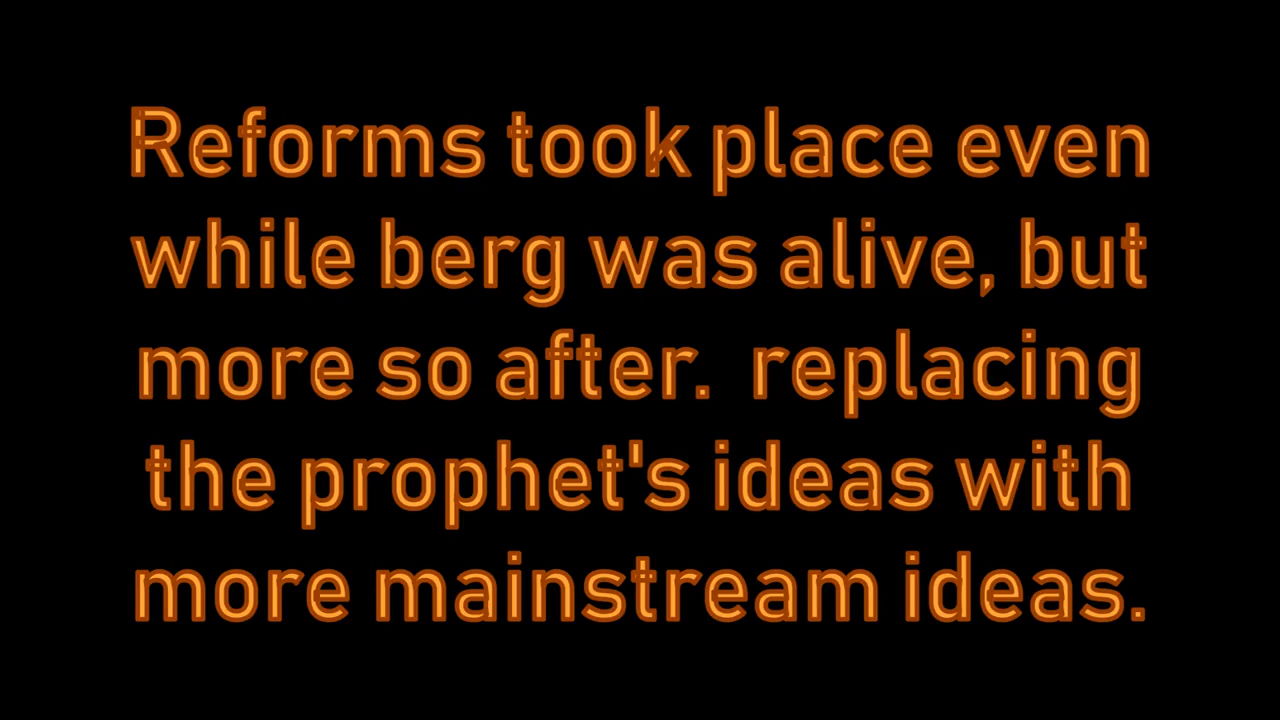 Reforms took place even
while berg was alive, but
more so after.  replacing
the prophet's ideas with
more mainstream ideas.